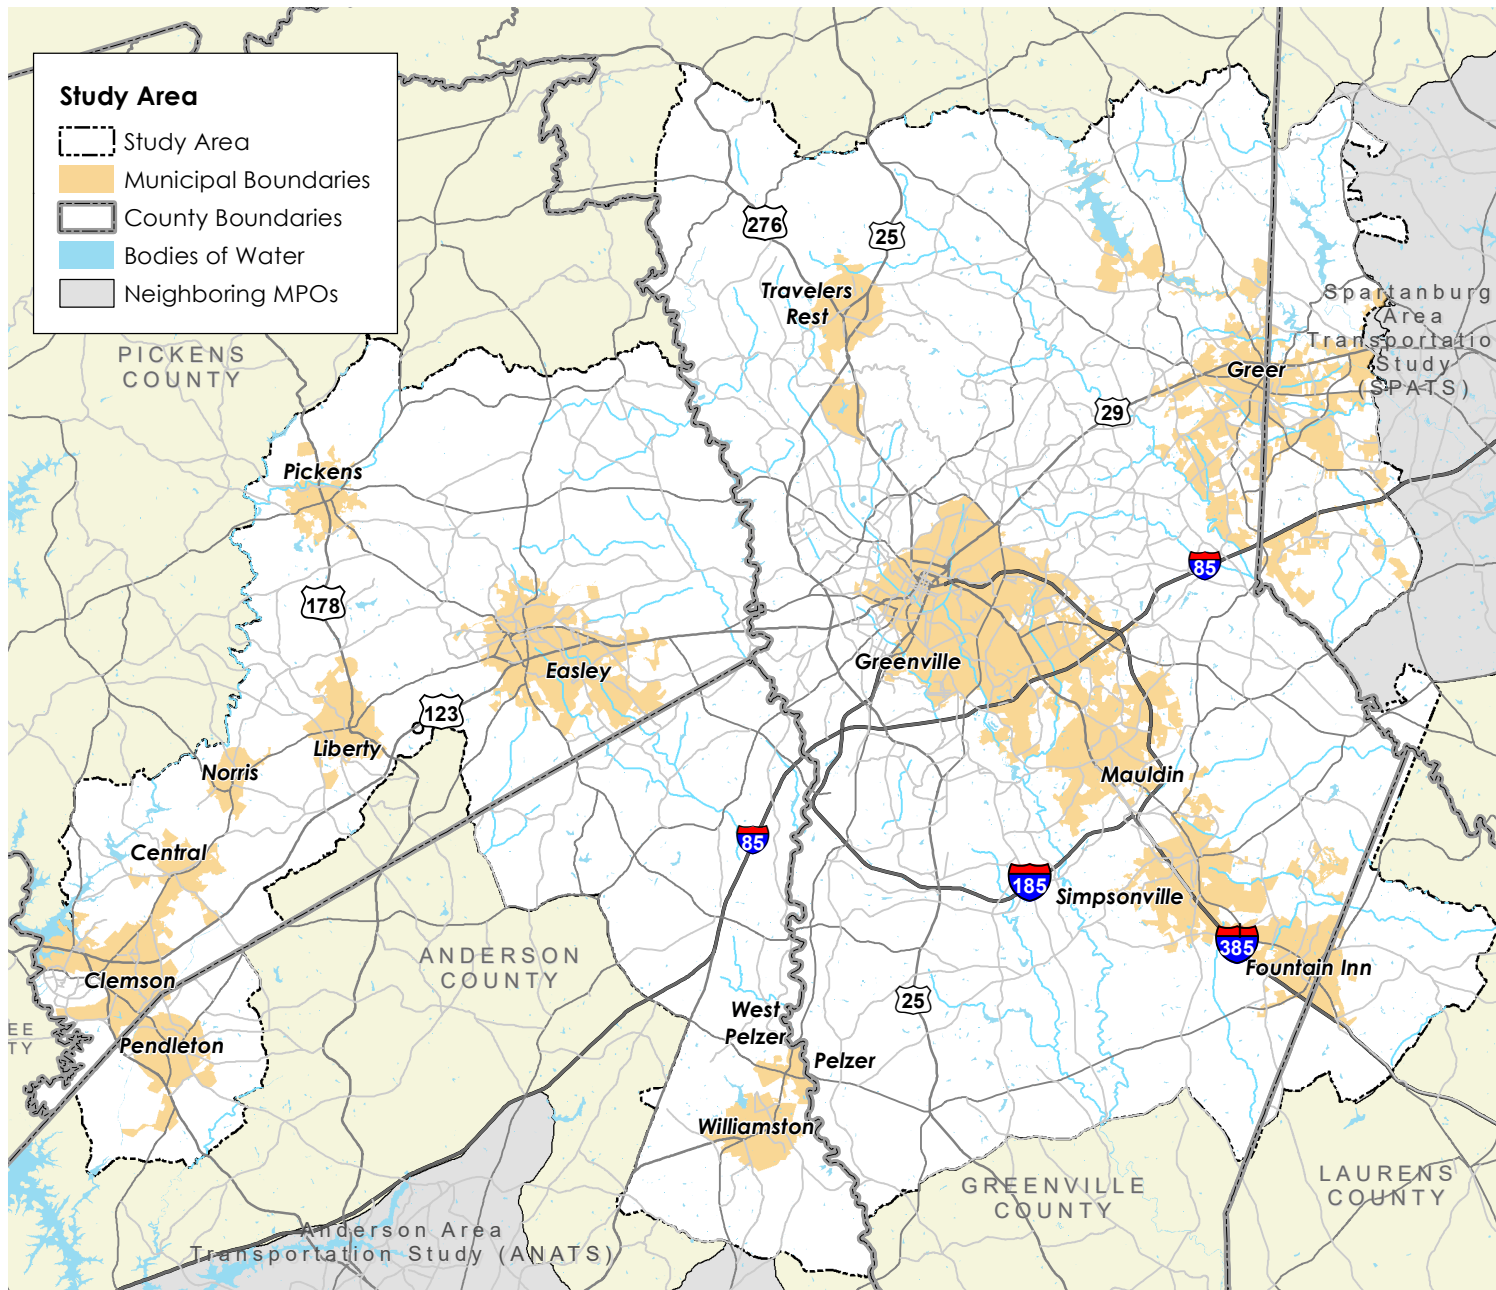 Study Area
Study Area
Municipal Boundaries
County Boundaries
Bodies of Water
Neighboring MPOs
276
25
Travelers
Rest
Spartanburg
Area
Transportatio
Study
(SPATS)
PICKENS
COUNTY
Greer
29
Pickens
85
178
Easley
Greenville
123
Liberty
Norris
Mauldin
85
Central
185
Simpsonville
385
Fountain Inn
ANDERSON
COUNTY
Clemson
25
West
Pelzer
Pelzer
EE
TY
Pendleton
Williamston
GREENVILLE
COUNTY
LAURENS
COUNTY
Anderson Area
Transportation Study (ANATS)